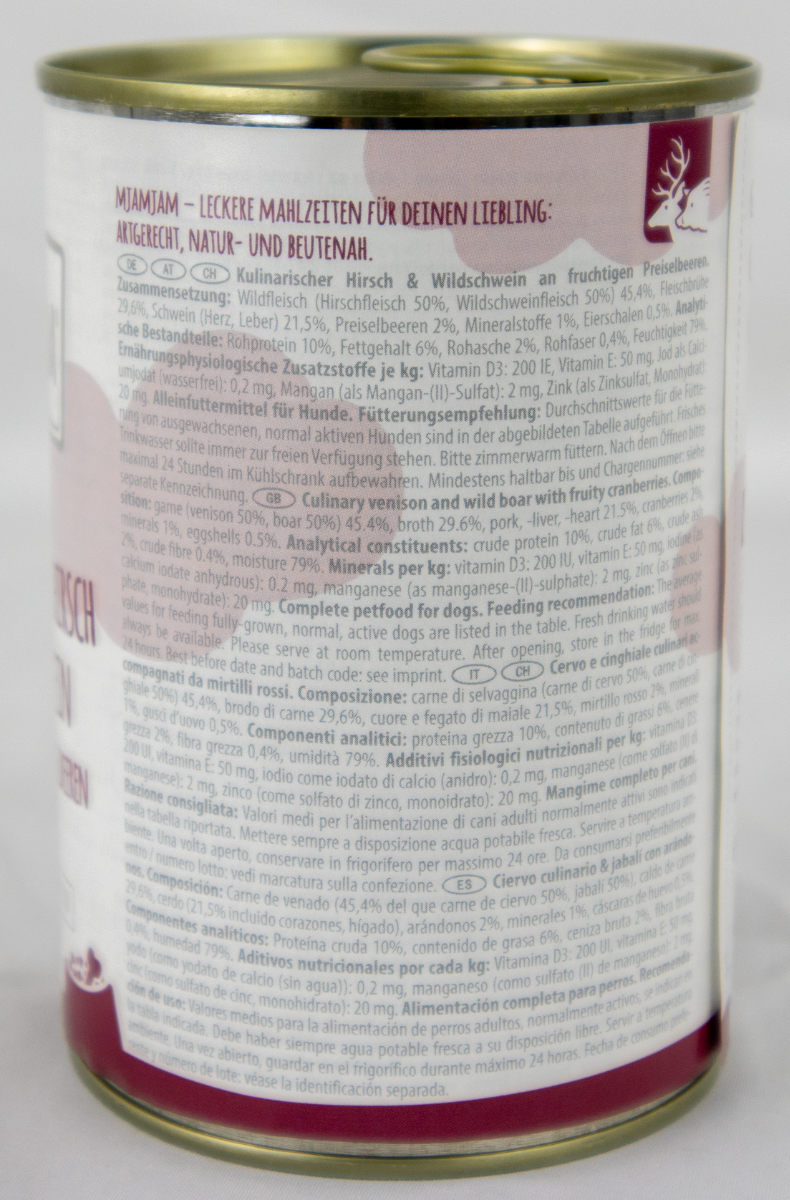 MJAMJAM – LECKERE MAHLZEITEN FÜR DEINEN LIEBLING:
ARTGERECHT, NATUR- UND BEUTENAH.
DE AT CH Kulinarischer Hirsch & Wildschwein an fruchtigen Preiselbeeren.
Zusammensetzung: Wildfleisch (Hirschfleisch 50%, Wildschweinfleisch 50%) 45,4%, Fleischbrühe
29,6%, Schwein (Herz, Leber) 21,5%, Preiselbeeren 2%, Mineralstoffe 1%, Eierschalen 0,5%. Analyti-
sche Bestandteile: Rohprotein 10%, Fettgehalt 6%, Rohasche 2%, Rohfaser 0,4%, Feuchtigkeit 79%.
Ernährungsphysiologische Zusatzstoffe je kg: Vitamin D3: 200 IE, Vitamin E: 50 mg, Jod als Calci-
umjodat (wasserfrei): 0,2 mg, Mangan (als Mangan-(II)-Sulfat): 2 mg, Zink (als Zinksulfat, Monohydrat):
20 mg. Alleinfuttermittel für Hunde. Fütterungsempfehlung: Durchschnittswerte für die Fütte-
rung von ausgewachsenen, normal aktiven Hunden sind in der abgebildeten Tabelle aufgeführt. Frisches
Trinkwasser sollte immer zur freien Verfügung stehen. Bitte zimmerwarm füttern. Nach dem Öffnen bitte
maximal 24 Stunden im Kühlschrank aufbewahren. Mindestens haltbar bis und Chargennummer: siehe
separate Kennzeichnung. GB Culinary venison and wild boar with fruity cranberries. Compo-
sition: game (venison 50%, boar 50%) 45.4%, broth 29.6%, pork, -liver, -heart 21.5%, cranberries 2%,
minerals 1%, eggshells 0.5%. Analytical constituents: crude protein 10%, crude fat 6%, crude ash
2%, crude fibre 0.4%, moisture 79%. Minerals per kg: vitamin D3: 200 IU, vitamin E: 50 mg, iodine (as
calcium iodate anhydrous): 0.2 mg, manganese (as manganese-(II)-sulphate): 2 mg, zinc (as zinc sul-
phate, monohydrate): 20 mg. Complete petfood for dogs. Feeding recommendation: The average
values for feeding fully-grown, normal, active dogs are listed in the table. Fresh drinking water should
always be available. Please serve at room temperature. After opening, store in the fridge for max.
24 hours. Best before date and batch code: see imprint. IT CH Cervo e cinghiale culinari ac-
compagnati da mirtilli rossi. Composizione: carne di selvaggina (carne di cervo 50%, carne di cin-
ghiale 50%) 45,4%, brodo di carne 29,6%, cuore e fegato di maiale 21,5%, mirtillo rosso 2%, minerali
1%, gusci d'uovo 0,5%. Componenti analitici: proteina grezza 10%, contenuto di grassi 6%, cenere
grezza 2%, fibra grezza 0,4%, umidità 79%. Additivi fisiologici nutrizionali per kg: vitamina D3:
200 UI, vitamina E: 50 mg, iodio come iodato di calcio (anidro): 0,2 mg, manganese (come solfato (II) di
manganese): 2 mg, zinco (come solfato di zinco, monoidrato): 20 mg. Mangime completo per cani.
Razione consigliata: Valori medi per l'alimentazione di cani adulti normalmente attivi sono indicati
nella tabella riportata. Mettere sempre a disposizione acqua potabile fresca. Servire a temperatura am-
biente. Una volta aperto, conservare in frigorifero per massimo 24 ore. Da consumarsi preferibilmente
entro / numero lotto: vedi marcatura sulla confezione. ES Ciervo culinario & jabalí con aránda-
nos. Composición: Carne de venado (45,4% del que carne de ciervo 50%, jabalí 50%), caldo de carne
29,6%, cerdo (21,5% incluido corazones, hígado), arándonos 2%, minerales 1%, cáscaras de huevo 0,5%.
Componentes analíticos: Proteína cruda 10%, contenido de grasa 6%, ceniza bruta 2%, fibra bruta
0,4%, humedad 79%. Aditivos nutricionales por cada kg: Vitamina D3: 200 UI, vitamina E: 50 mg,
yodo (como yodato de calcio (sin agua)): 0,2 mg, manganeso (como sulfato (II) de manganeso) 2 mg,
zinc (como sulfato de cinc, monohidrato): 20 mg. Alimentación completa para perros. Recomenda-
ción de uso: Valores medios para la alimentación de perros adultos, normalmente activos, se indican en
la tabla indicada. Debe haber siempre agua potable fresca a su disposición libre. Servir a temperatura
ambiente. Una vez abierto, guardar en el frigorífico durante máximo 24 horas. Fecha de consumo prefe-
rente y número de lote: véase la identificación separada.